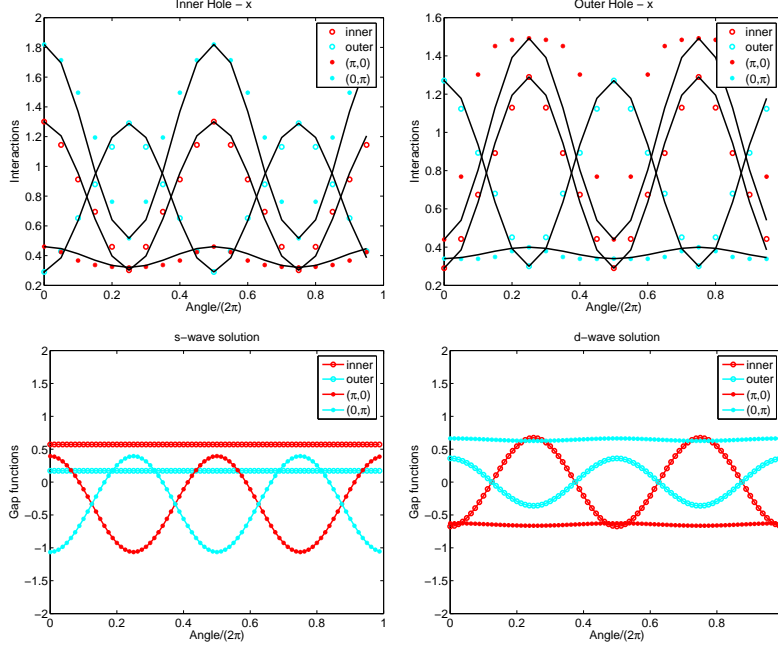 Inner Hole − x
2
1.8
1.6
1.4
1.2
1
0.8
0.6
0.4
0.2
Interactions
0
0.2
0.4
0.6
0.8
1
Angle/(2π)
inner
outer
(π,0)
(0,π)
Outer Hole − x
1.6
1.4
1.2
1
0.8
0.6
0.4
0.2
Interactions
0
0.2
0.4
0.6
0.8
Angle/(2π)
inner
outer
(π,0)
(0,π)
s−wave solution
2
1.5
1
0.5
0
−0.5
−1
−1.5
−2
Gap functions
0
0.2
0.4
0.6
0.8
1
Angle/(2π)
inner
outer
(π,0)
(0,π)
d−wave solution
2
1.5
1
0.5
0
−0.5
−1
−1.5
−2
Gap functions
0
0.2
0.4
0.6
0.8
Angle/(2π)
inner
outer
(π,0)
(0,π)